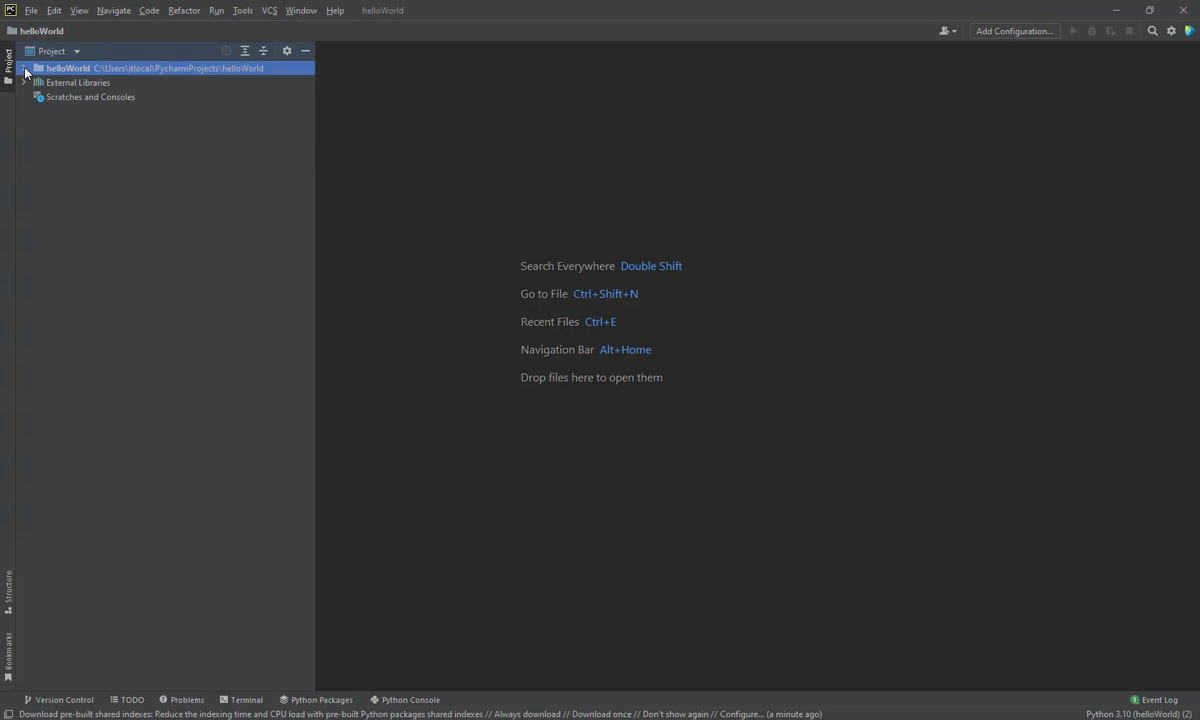 PC File Edit View Navigate Code Refactor Run Tools VCS Window Help helloWorld
helloWorld
Add Configuration...
Project
Project
helloWorld C:\Users\itlocal\PycharmProjects\helloWorld
External Libraries
Scratches and Consoles
Search Everywhere Double Shift
Go to File Ctrl+Shift+N
Recent Files Ctrl+E
Navigation Bar Alt+Home
Drop files here to open them
Structure
Bookmarks
Version Control TODO Problems Terminal Python Packages Python Console
1 Event Log
Download pre-built shared indexes: Reduce the indexing time and CPU load with pre-built Python packages shared indexes // Always download // Download once // Don't show again // Configure... (a minute ago)
Python 3.10 (helloWorld) (2)